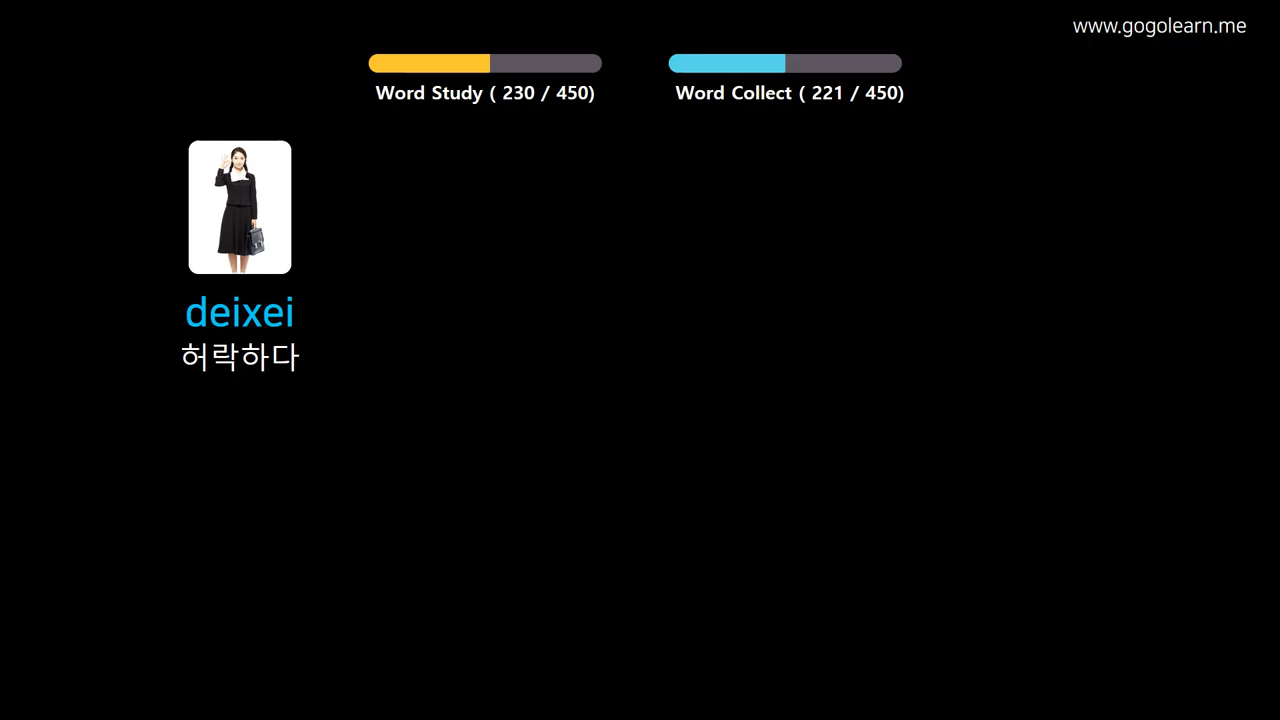 www.gogolearn.me
Word Study ( 230 / 450)
Word Collect ( 221 / 450)
deixei
허락하다